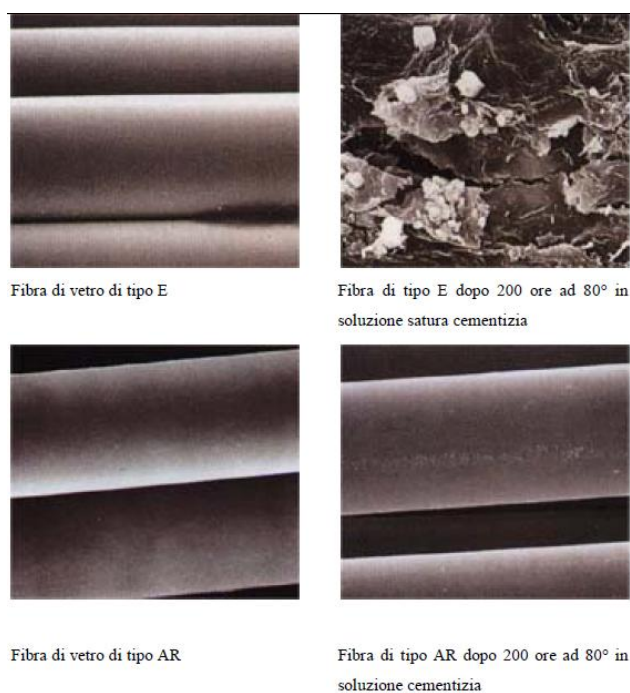 Fibra di vetro di tipo E
Fibra di tipo E dopo 200 ore ad 80° in
soluzione satura cementizia
Fibra di vetro di tipo AR
Fibra di tipo AR dopo 200 ore ad 80° in
soluzione cementizia